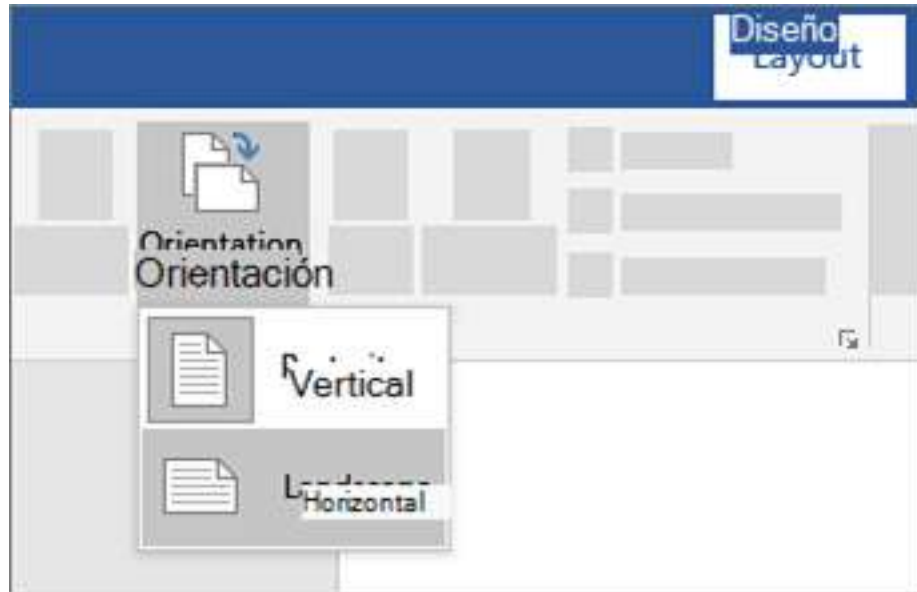 Diseño
Layout
Orientation
Orientación
Vertical
Horizontal